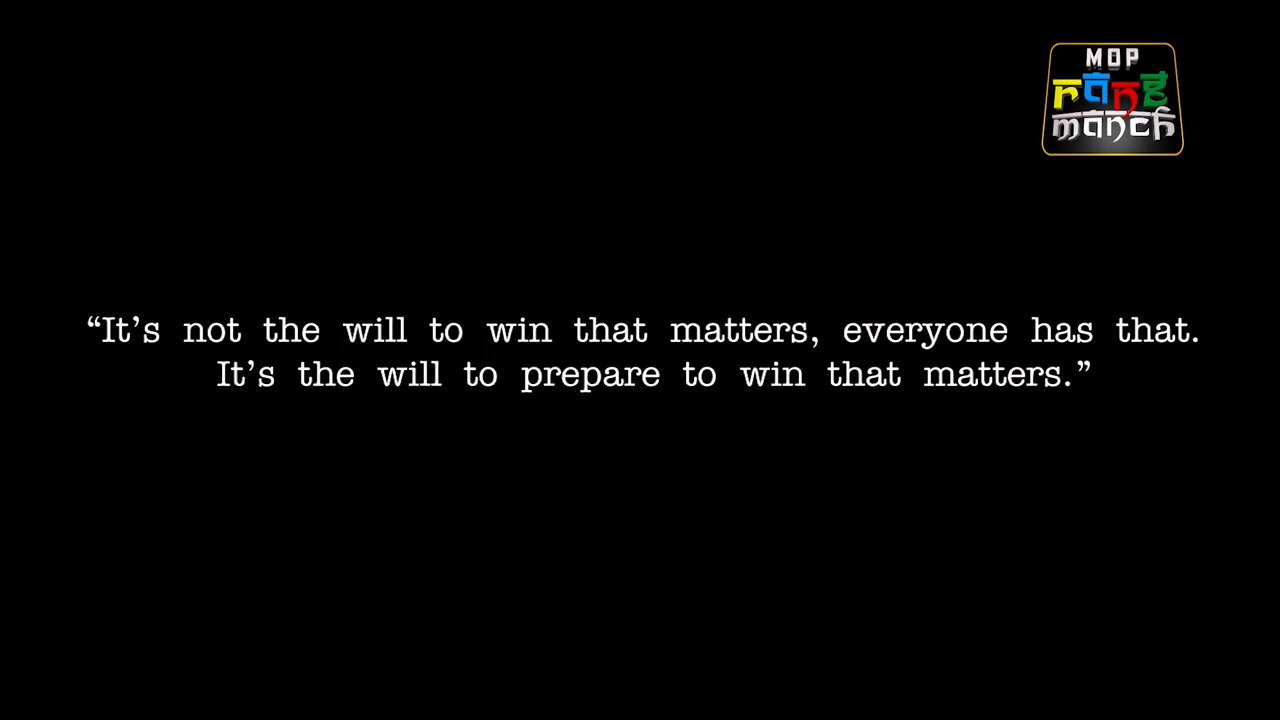 MOP
rang
manch
“It’s not the will to win that matters, everyone has that.
It’s the will to prepare to win that matters.”